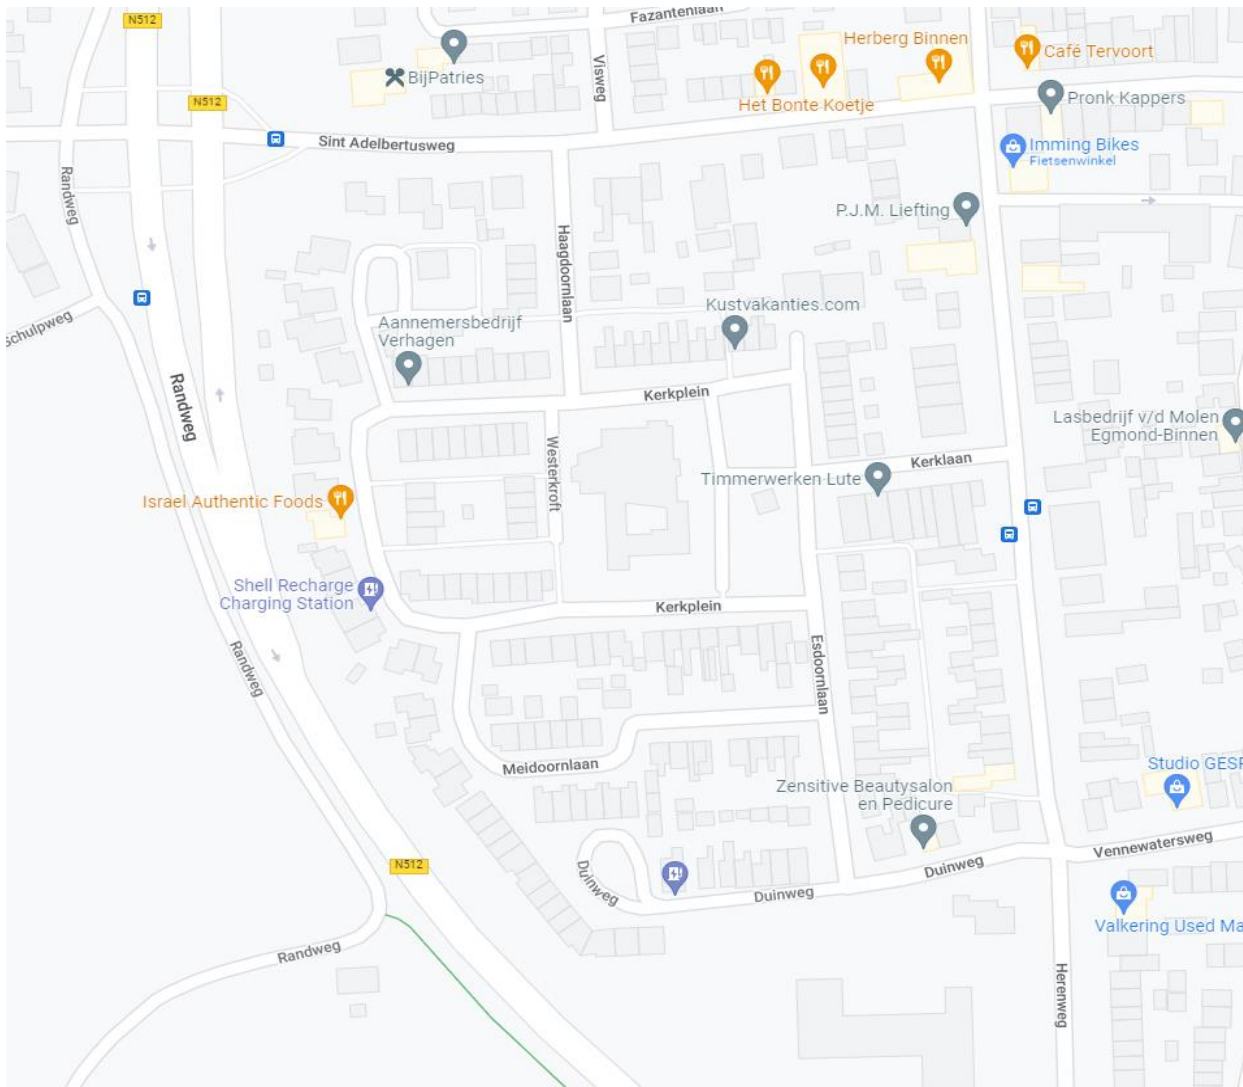 N512
Fazantenlaan
Visweg
Herberg Binnen
Café Tervoort
BijPatries
Het Bonte Koetje
Pronk Kappers
N512
Sint Adelbertusweg
Imming Bikes
Fietsenwinkel
Randweg
P.J.M. Liefting
Haagdoornlaan
Schulpweg
Aannemersbedrijf
Verhagen
Kustvakanties.com
Randweg
Kerkplein
Lasbedrijf v/d Molen
Egmond-Binnen
Westerkroft
Kerklaan
Timmerwerken Lute
Israel Authentic Foods
Shell Recharge
Charging Station
Kerkplein
Randweg
Esdoornlaan
Meidoornlaan
Studio GESP
Zensitive Beautysalon
en Pedicure
Vennewatersweg
N512
Duinweg
Duinweg
Duinweg
Valkering Used Ma
Randweg
Herenweg